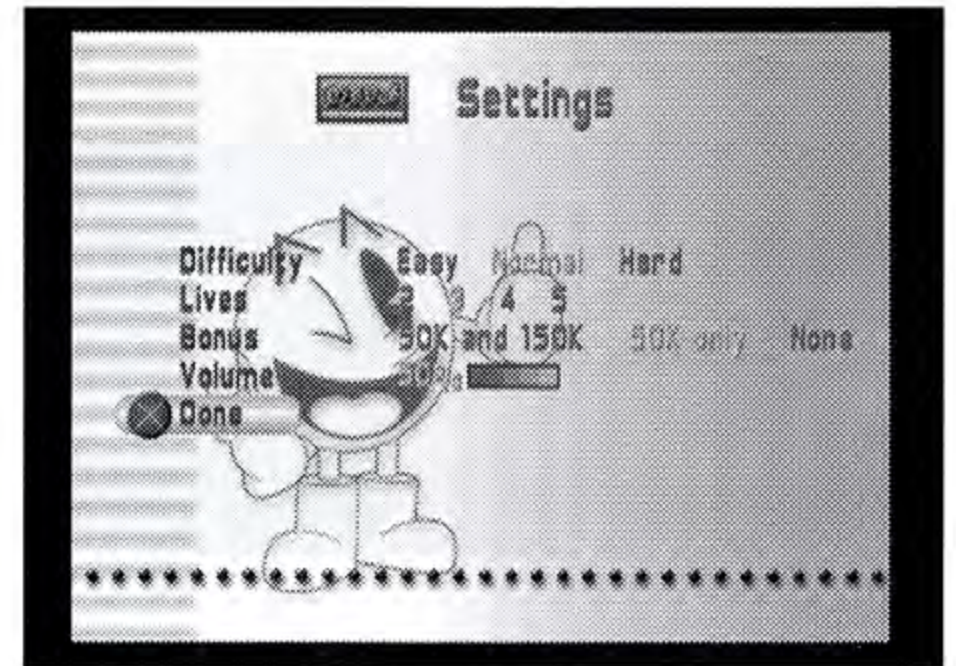 Settings
Difficulty Easy Normal Hard
Lives 2 3 4 5
Bonus 50K and 150K 50K only None
Volume
Done